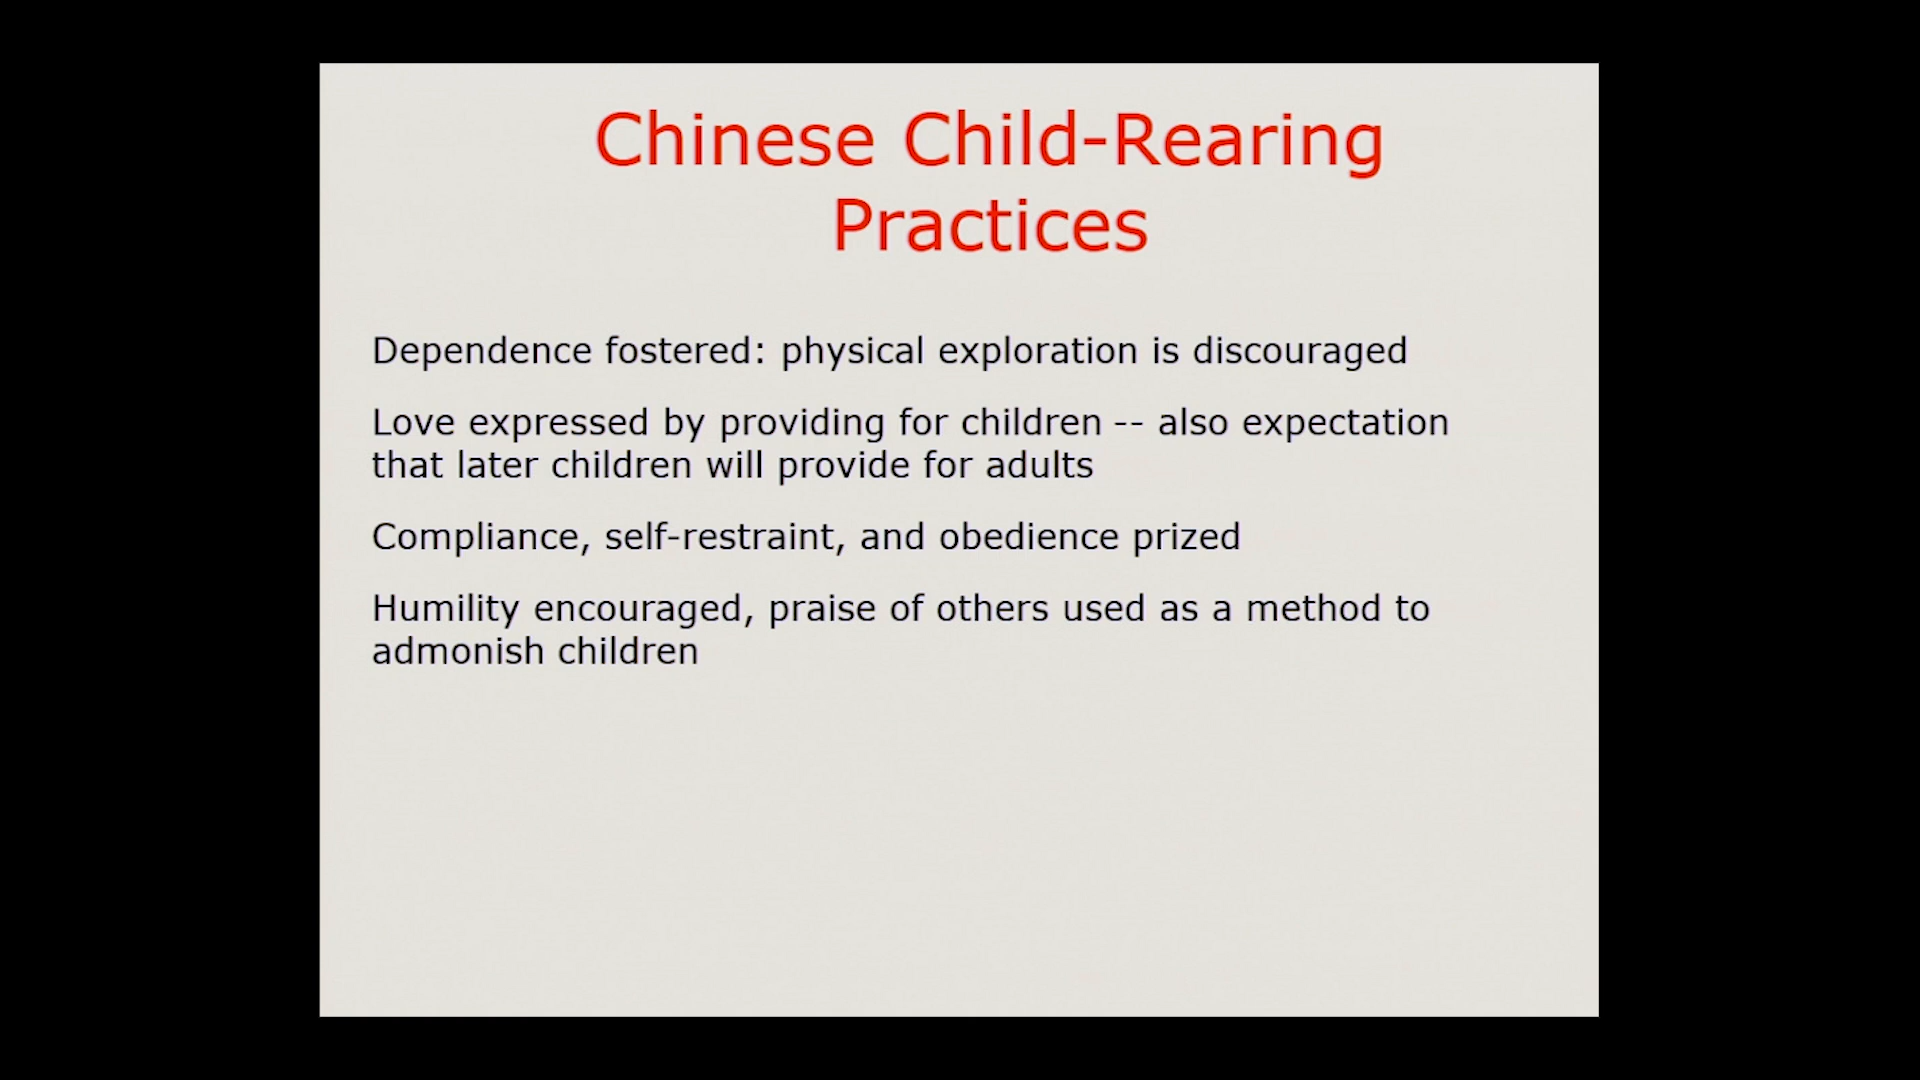 Chinese Child-Rearing
Practices
Dependence fostered: physical exploration is discouraged
Love expressed by providing for children -- also expectation
that later children will provide for adults
Compliance, self-restraint, and obedience prized
Humility encouraged, praise of others used as a method to
admonish children